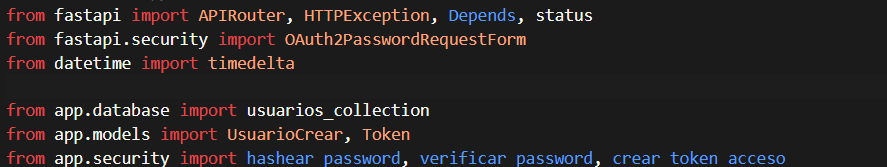 from fastapi import APIRouter, HTTPException, Depends, status
from fastapi.security import OAuth2PasswordRequestForm
from datetime import timedelta
from app.database import usuarios_collection
from app.models import UsuarioCrear, Token
from app.security import hashear_password, verificar_password, crear_token_acceso